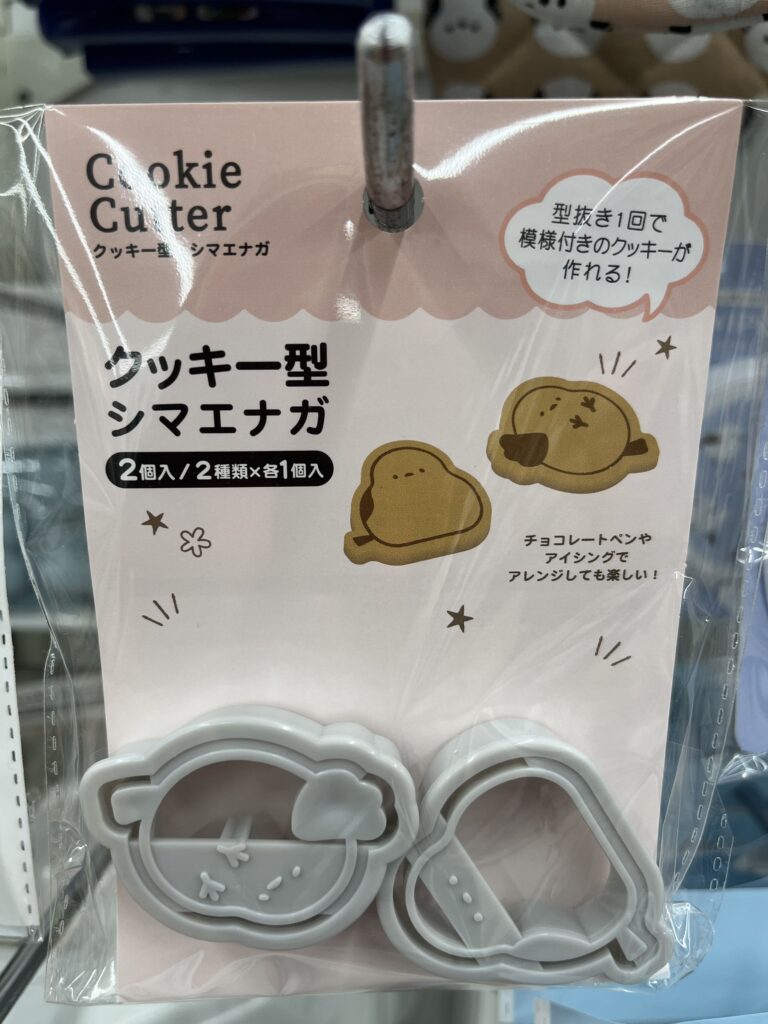 Cookie
Cutter
クッキー型 シマエナガ
型抜き1回で
模様付きのクッキーが
作れる!
クッキー型
シマエナガ
2個入/2種類×各1個入
チョコレートペンや
アイシングで
アレンジしても楽しい!